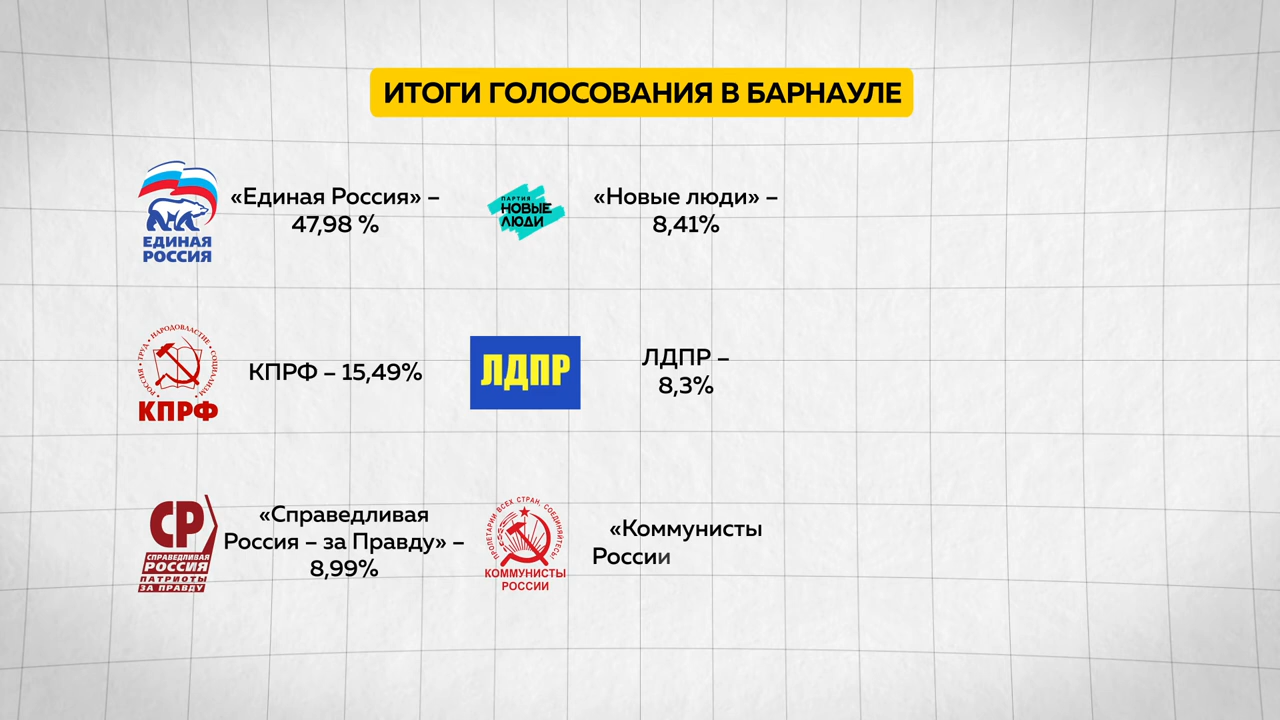 ИТОГИ ГОЛОСОВАНИЯ В БАРНАУЛЕ
ЕДИНАЯ
РОССИЯ
«Единая Россия» –
47,98 %
ПАРТИЯ
НОВЫЕ
ЛЮДИ
«Новые люди» –
8,41%
РОССИЯ • ТРУД • НАРОДОВЛАСТИЕ • СОЦИАЛИЗМ
КПРФ
КПРФ – 15,49%
ЛДПР
ЛДПР –
8,3%
СР
СПРАВЕДЛИВАЯ
РОССИЯ
ПАТРИОТЫ
ЗА ПРАВДУ
«Справедливая
Россия – за Правду» –
8,99%
ПРОЛЕТАРИИ ВСЕХ СТРАН, СОЕДИНЯЙТЕСЬ!
КОММУНИСТЫ
РОССИИ
«Коммунисты
России